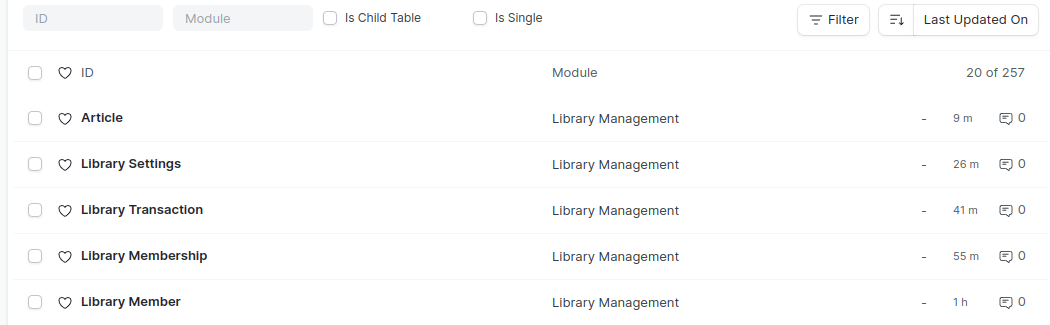 ID Module Is Child Table Is Single Filter Last Updated On
ID Module 20 of 257
Article Library Management - 9 m 0
Library Settings Library Management - 26 m 0
Library Transaction Library Management - 41 m 0
Library Membership Library Management - 55 m 0
Library Member Library Management - 1 h 0